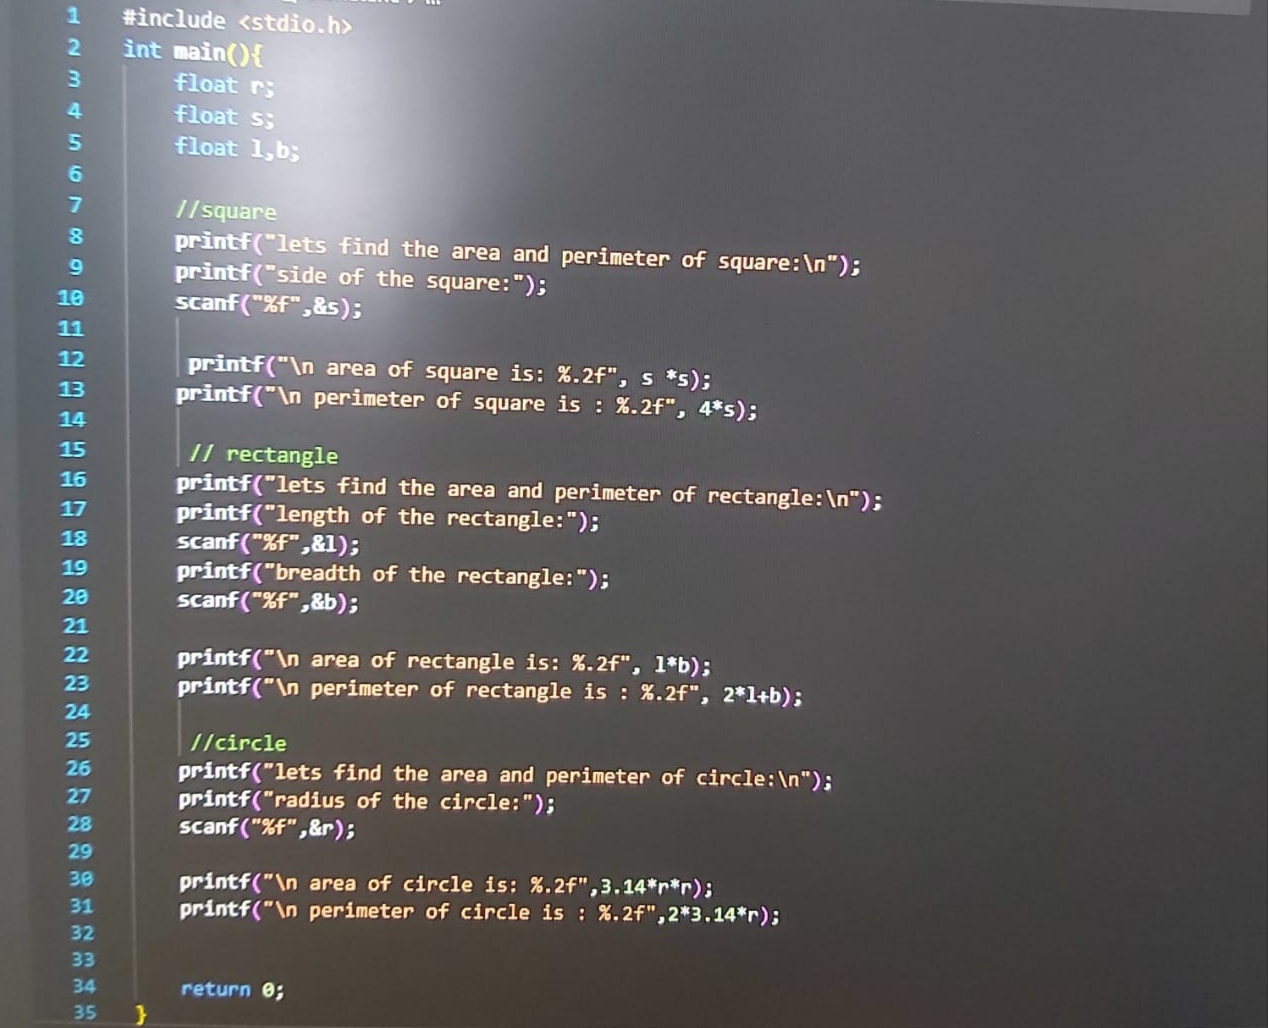 1 #include <stdio.h>
2 int main(){
3 float r;
4 float s;
5 float l,b;
6
7 //square
8 printf("lets find the area and perimeter of square:\n");
9 printf("side of the square:");
10 scanf("%f",&s);
11
12 printf("\n area of square is: %.2f", s *s);
13 printf("\n perimeter of square is : %.2f", 4*s);
14
15 // rectangle
16 printf("lets find the area and perimeter of rectangle:\n");
17 printf("length of the rectangle:");
18 scanf("%f",&l);
19 printf("breadth of the rectangle:");
20 scanf("%f",&b);
21
22 printf("\n area of rectangle is: %.2f", l*b);
23 printf("\n perimeter of rectangle is : %.2f", 2*l+b);
24
25 //circle
26 printf("lets find the area and perimeter of circle:\n");
27 printf("radius of the circle:");
28 scanf("%f",&r);
29
30 printf("\n area of circle is: %.2f",3.14*r*r);
31 printf("\n perimeter of circle is : %.2f",2*3.14*r);
32
33
34 return 0;
35 }